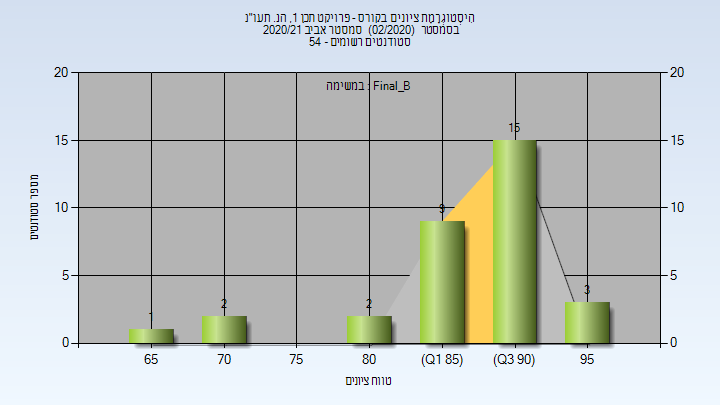 היסטוגרמת ציונים בקורס - פרויקט תכן 1, הנ. תעו"נ
בסמסטר (02/2020) סמסטר אביב 2020/21
סטודנטים רשומים - 54
במשימה : Final_B
20 20
15 15
10 10
5 5
0 0
1 2 2 9 15 3
65 70 75 80 (Q1 85) (Q3 90) 95
מספר סטודנטים
טווח ציונים